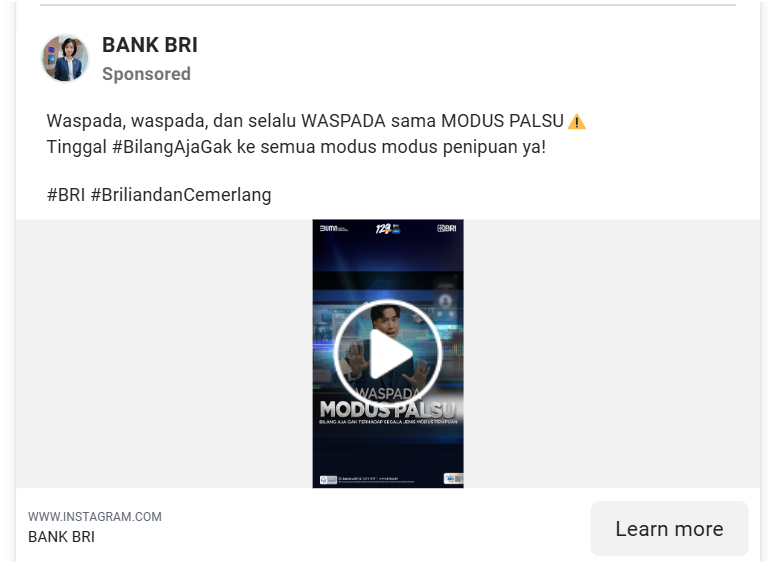 BANK BRI
Sponsored
Waspada, waspada, dan selalu WASPADA sama MODUS PALSU⚠️
Tinggal #BilangAjaGak ke semua modus modus penipuan ya!
#BRI #BriliandanCemerlang
BUMN 129 BRI
WASPADA
MODUS PALSU
BILANG AJA GAK TERHADAP SEGALA JENIS MODUS PENIPUAN
WWW.INSTAGRAM.COM
BANK BRI
Learn more